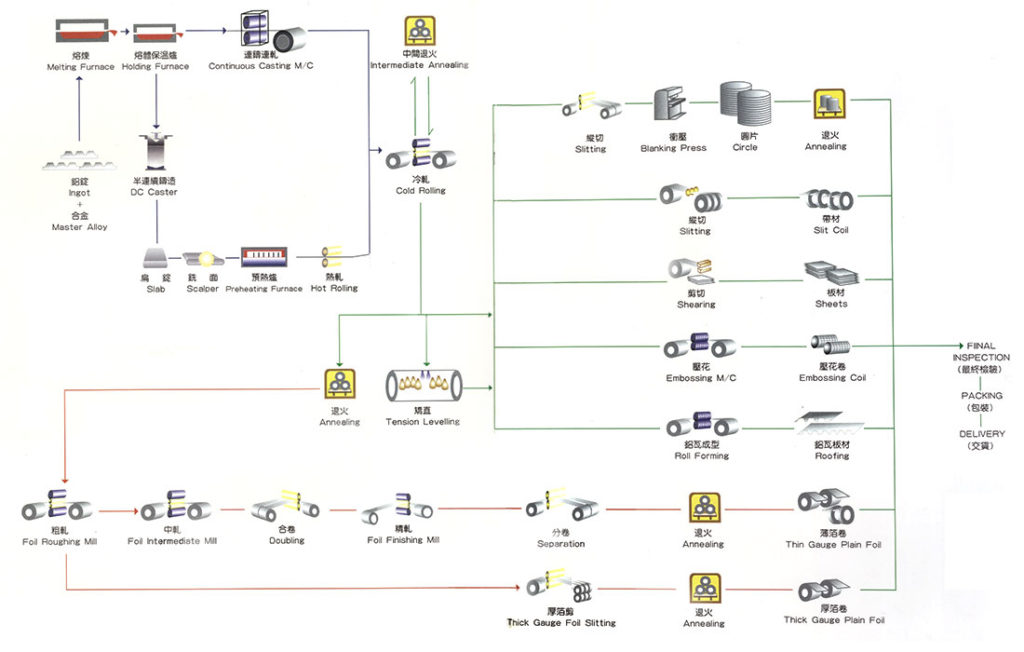 熔煉
Melting Furnace
熔體保溫爐
Holding Furnace
連鑄連軋
Continuous Casting M/C
中間退火
Intermediate Annealing
鋁錠
Ingot
+
合金
Master Alloy
半連續鑄造
DC Caster
冷軋
Cold Rolling
扁 錠
Slab
銑 面
Scalper
預熱爐
Preheating Furnace
熱軋
Hot Rolling
縱切
Slitting
衝壓
Blanking Press
圓片
Circle
退火
Annealing
縱切
Slitting
帶材
Slit Coil
剪切
Shearing
板材
Sheets
壓花
Embossing M/C
壓花卷
Embossing Coil
鋁瓦成型
Roll Forming
鋁瓦板材
Roofing
FIINAL
INSPECTION
(最終檢驗)
PACKING
(包裝)
DELIVERY
(交貨)
退火
Annealing
矯直
Tension Levelling
粗軋
Foil Roughing Mill
中軋
Foil Intermediate Mill
合卷
Doubling
精軋
Foil Finishing Mill
分卷
Separation
退火
Annealing
薄箔卷
Thin Gauge Plain Foil
厚箔剪
Thick Gauge Foil Slitting
退火
Annealing
厚箔卷
Thick Gauge Plain Foil